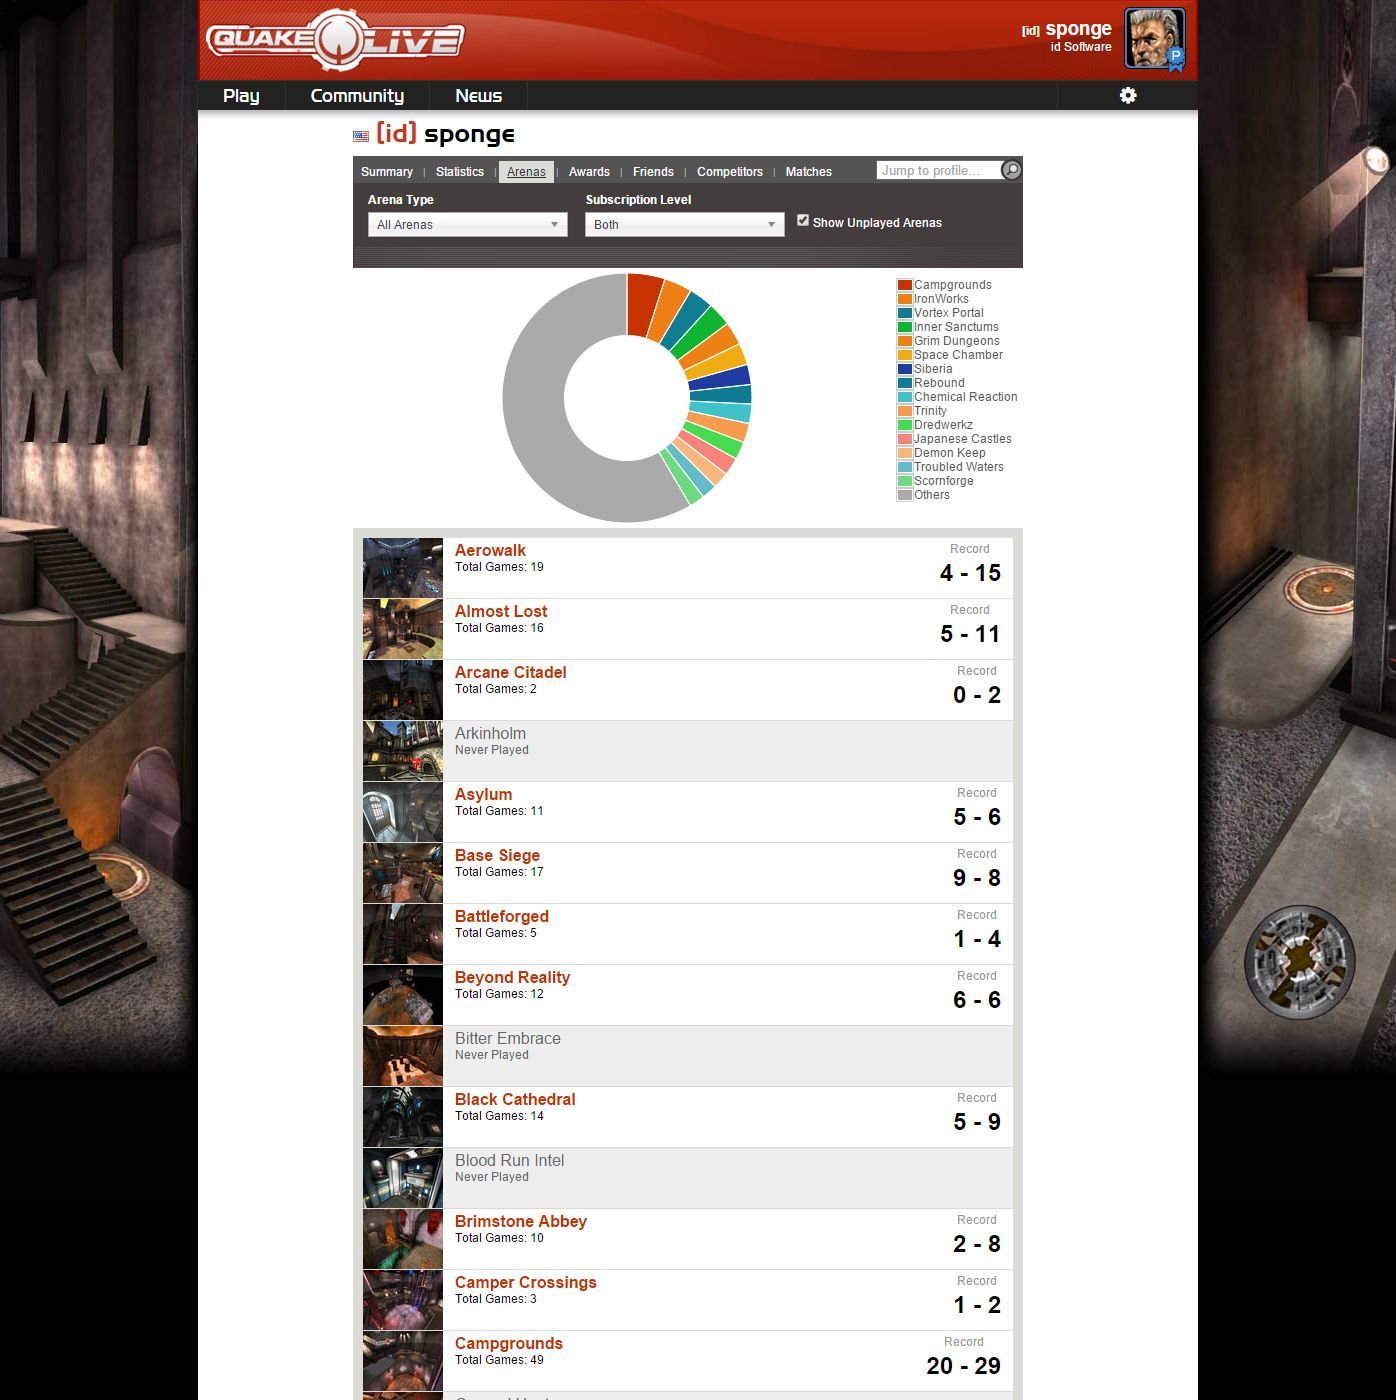 QUAKE LIVE
[id] sponge
id Software
P
Play
Community
News
[id] sponge
Summary | Statistics | Arenas | Awards | Friends | Competitors | Matches
Jump to profile...
Arena Type
Subscription Level
All Arenas
Both
Show Unplayed Arenas
Campgrounds
IronWorks
Vortex Portal
Inner Sanctums
Grim Dungeons
Space Chamber
Siberia
Rebound
Chemical Reaction
Trinity
Dredwerkz
Japanese Castles
Demon Keep
Troubled Waters
Scornforge
Others
Aerowalk
Total Games: 19
Record
4 - 15
Almost Lost
Total Games: 16
Record
5 - 11
Arcane Citadel
Total Games: 2
Record
0 - 2
Arkinholm
Never Played
Asylum
Total Games: 11
Record
5 - 6
Base Siege
Total Games: 17
Record
9 - 8
Battleforged
Total Games: 5
Record
1 - 4
Beyond Reality
Total Games: 12
Record
6 - 6
Bitter Embrace
Never Played
Black Cathedral
Total Games: 14
Record
5 - 9
Blood Run Intel
Never Played
Brimstone Abbey
Total Games: 10
Record
2 - 8
Camper Crossings
Total Games: 3
Record
1 - 2
Campgrounds
Total Games: 49
Record
20 - 29